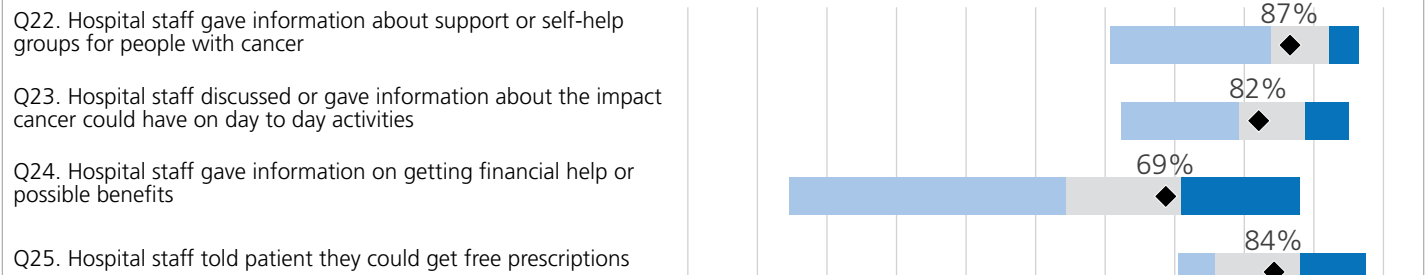 Q22. Hospital staff gave information about support or self-help
groups for people with cancer
87%
Q23. Hospital staff discussed or gave information about the impact
cancer could have on day to day activities
82%
Q24. Hospital staff gave information on getting financial help or
possible benefits
69%
Q25. Hospital staff told patient they could get free prescriptions
84%